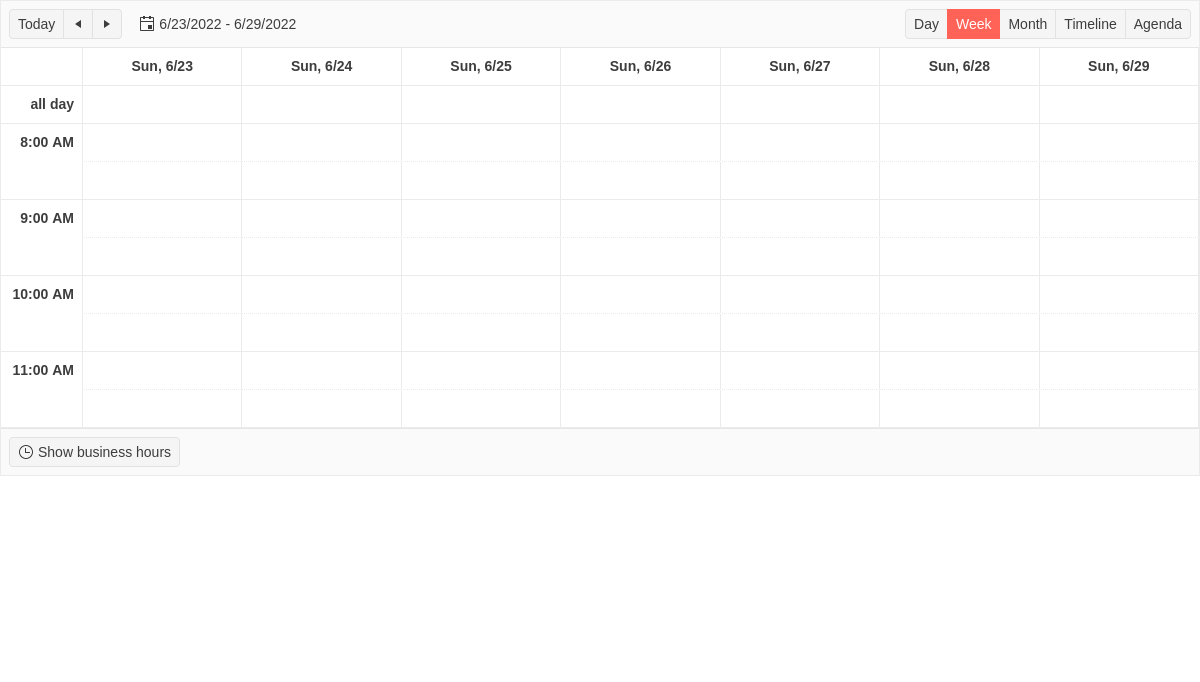 Today 6/23/2022 - 6/29/2022 Day Week Month Timeline Agenda
Sun, 6/23 Sun, 6/24 Sun, 6/25 Sun, 6/26 Sun, 6/27 Sun, 6/28 Sun, 6/29
all day
8:00 AM
9:00 AM
10:00 AM
11:00 AM
Show business hours